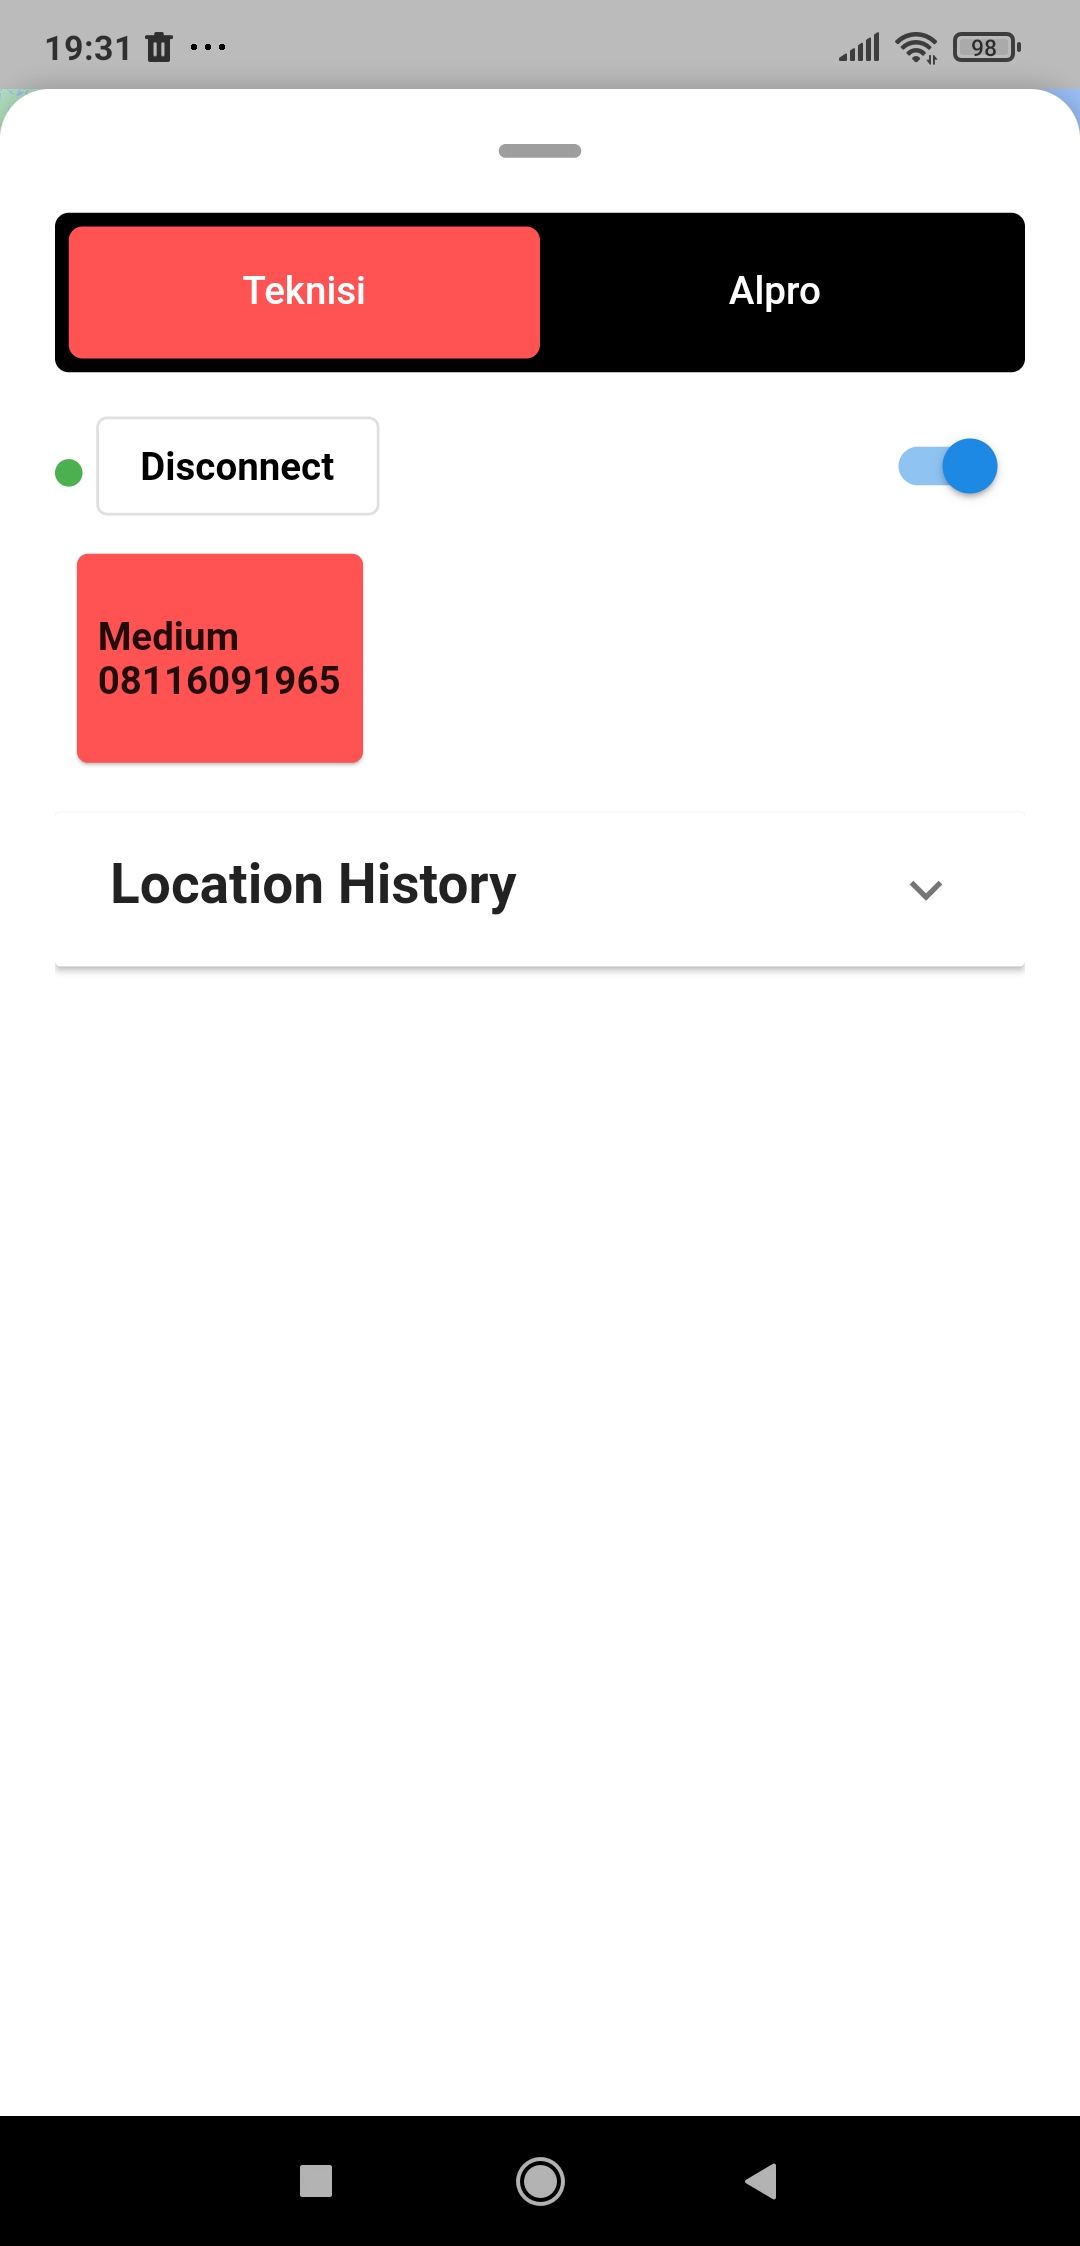 19:31
98
Teknisi
Alpro
Disconnect
Medium
08116091965
Location History